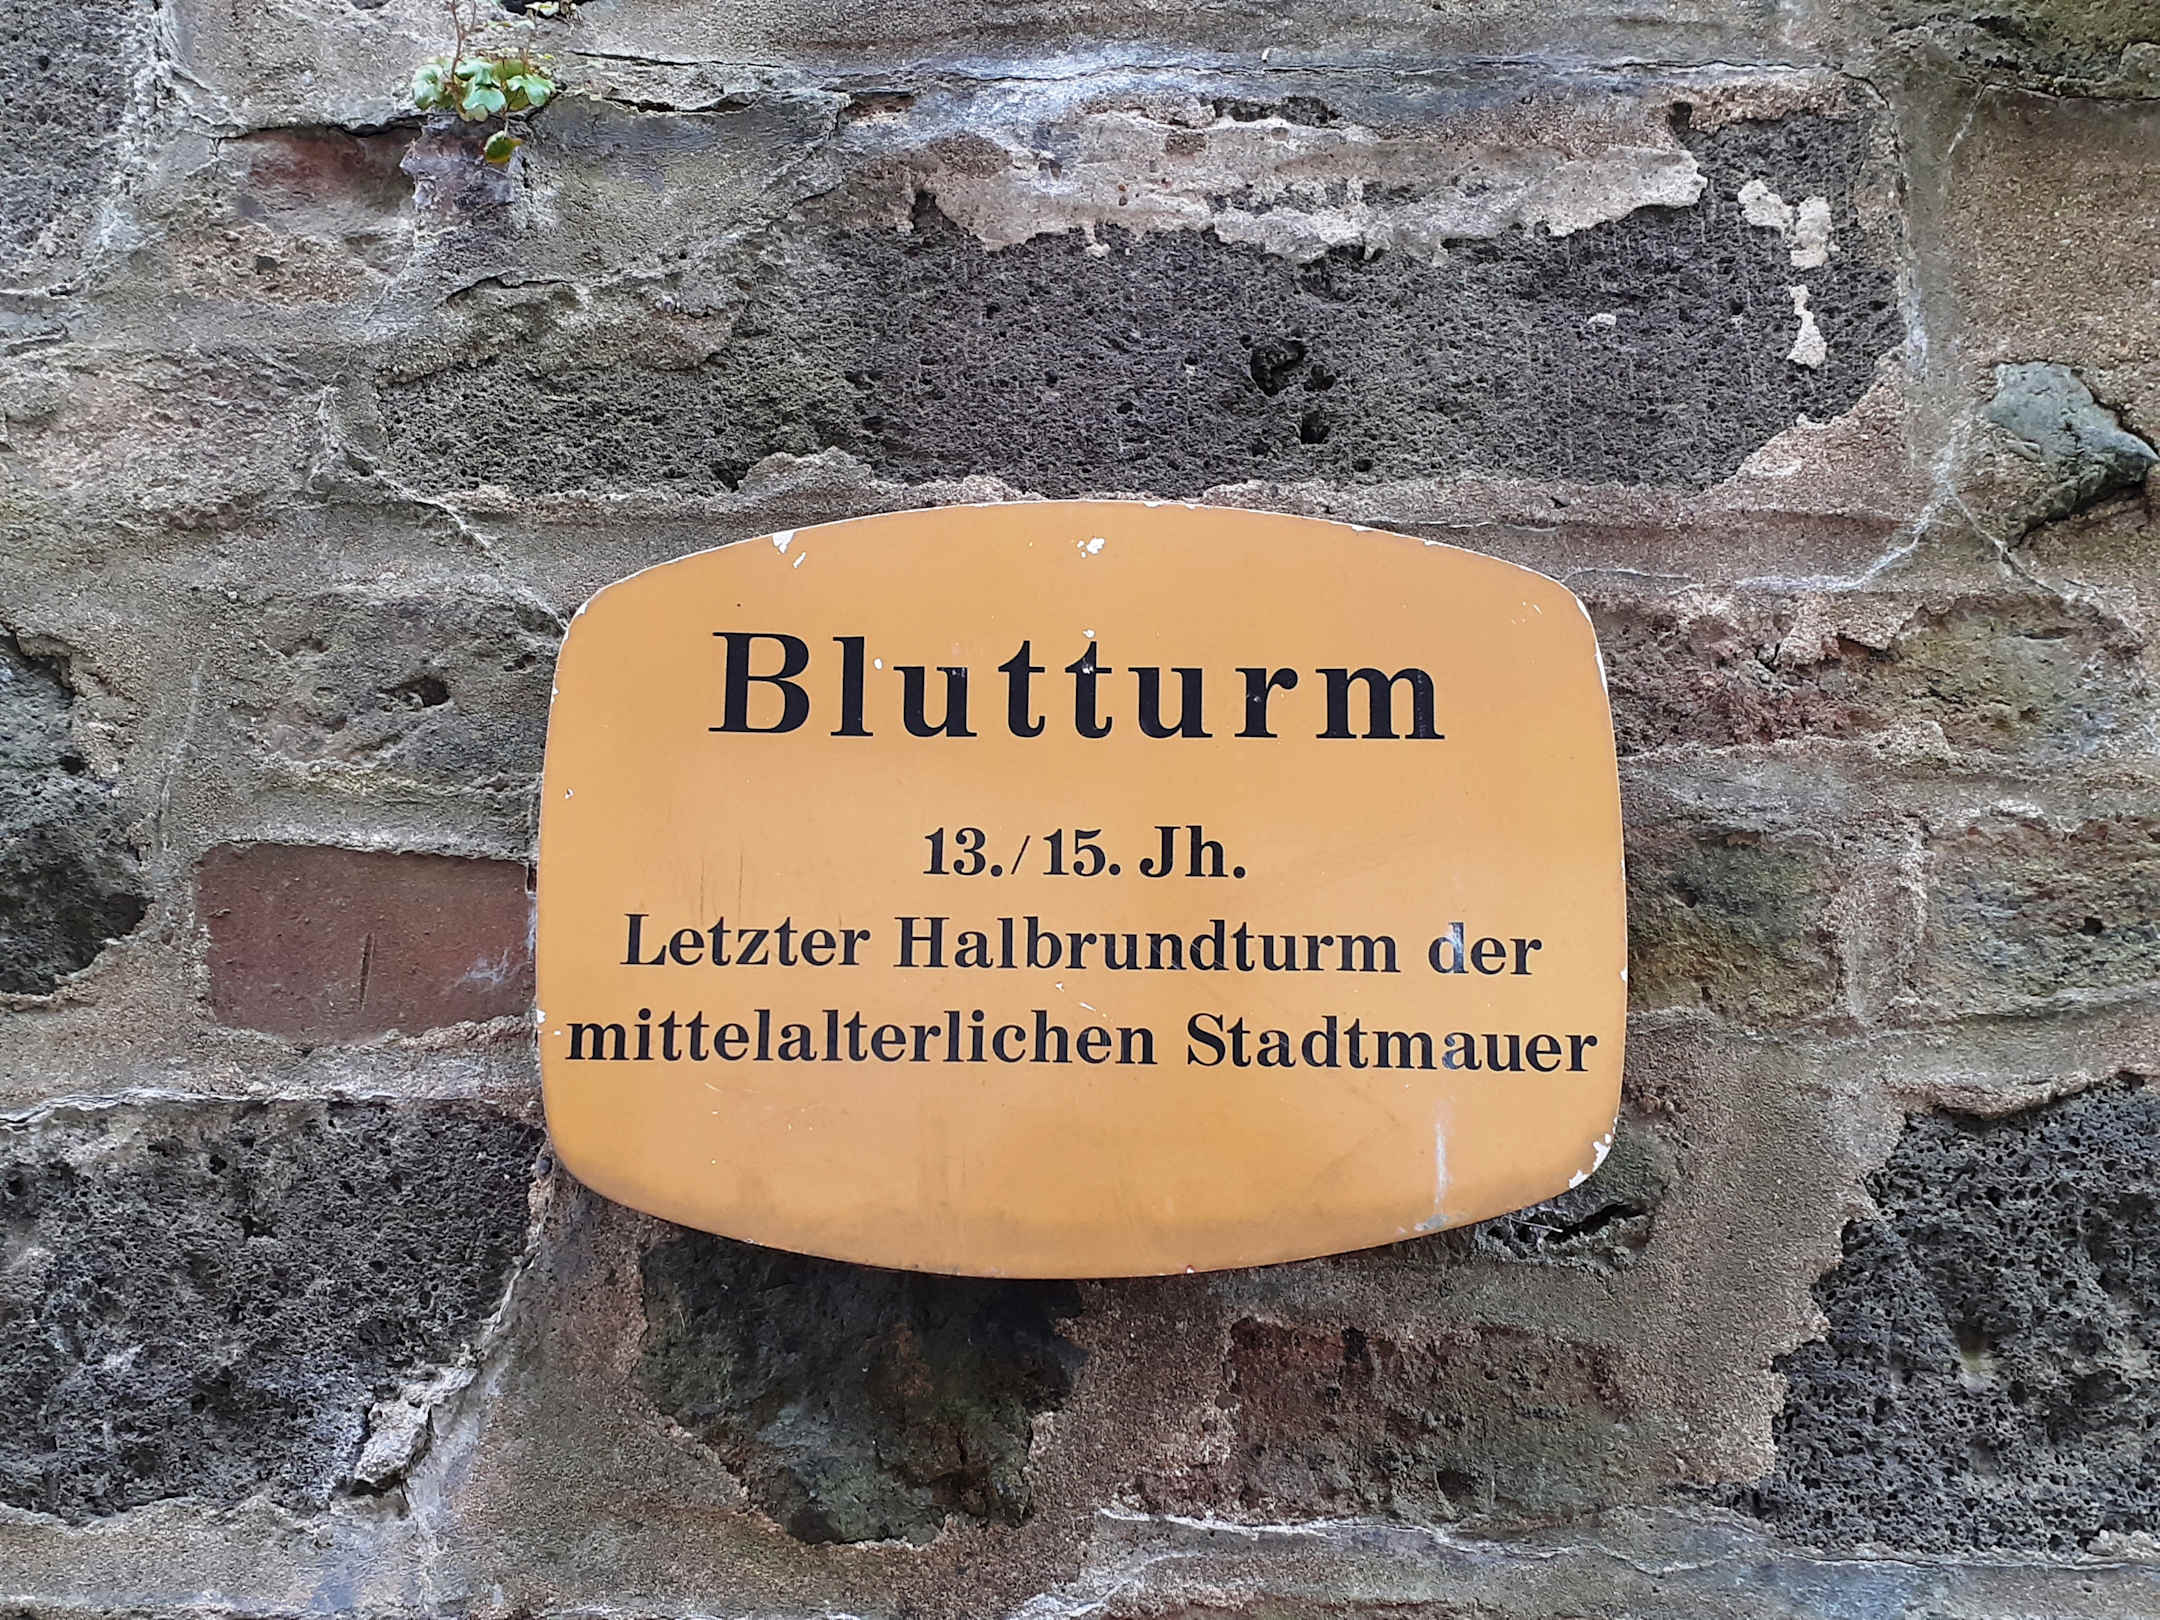 Blutturm
13./15. Jh.
Letzter Halbrundturm der
mittelalterlichen Stadtmauer